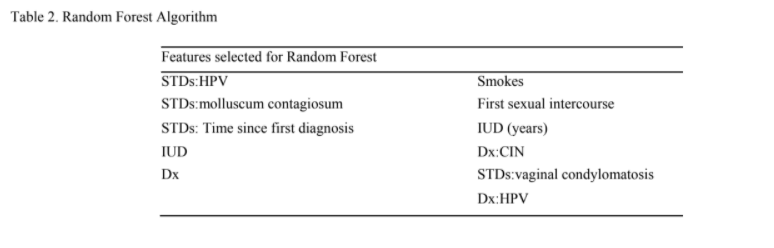 Table 2. Random Forest Algorithm
Features selected for Random Forest
STDs:HPV Smokes
STDs:molluscum contagiosum First sexual intercourse
STDs: Time since first diagnosis IUD (years)
IUD Dx:CIN
Dx STDs:vaginal condylomatosis
Dx:HPV